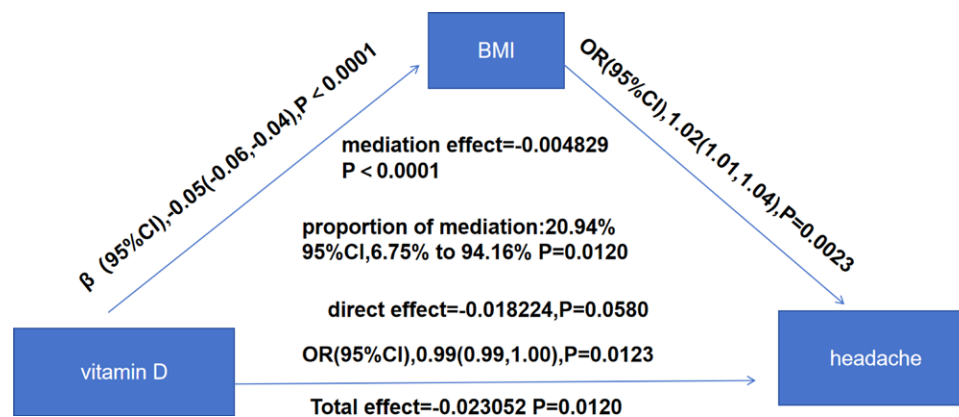 BMI
β (95%CI),-0.05(-0.06,-0.04),P < 0.0001
OR(95%CI),1.02(1.01,1.04),P=0.0023
mediation effect=-0.004829
P < 0.0001
proportion of mediation:20.94%
95%CI,6.75% to 94.16% P=0.0120
direct effect=-0.018224,P=0.0580
OR(95%CI),0.99(0.99,1.00),P=0.0123
vitamin D
headache
Total effect=-0.023052 P=0.0120